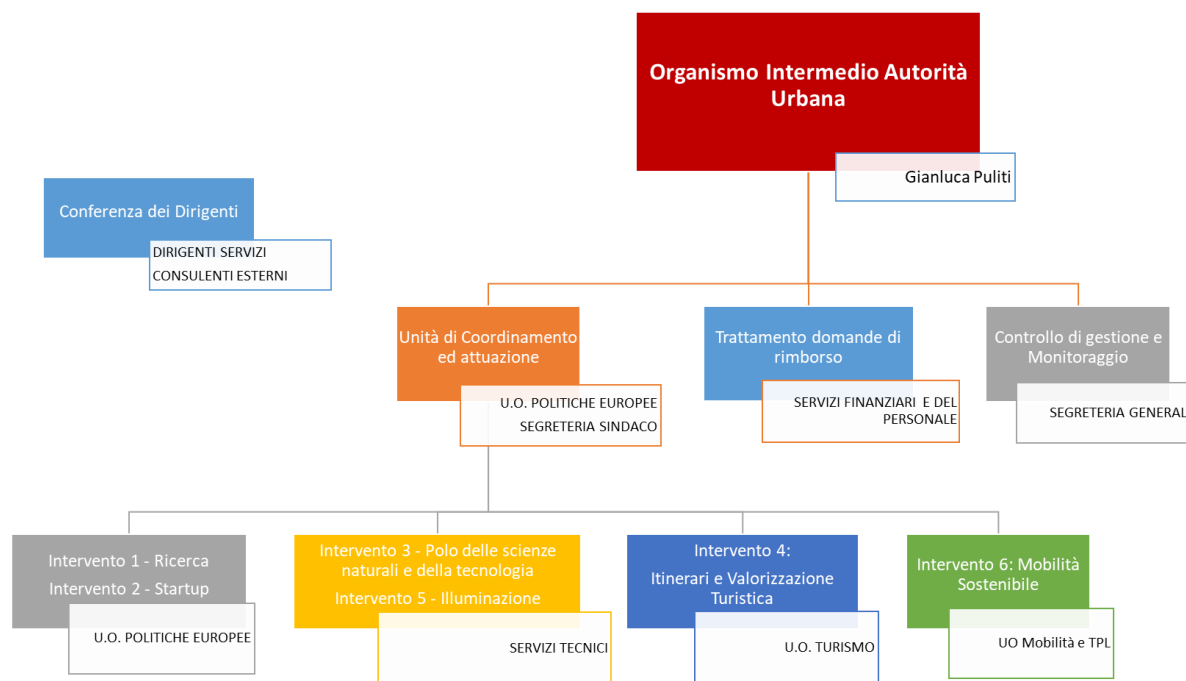 Organismo Intermedio Autorità
Urbana
Gianluca Puliti
Conferenza dei Dirigenti
DIRIGENTI SERVIZI
CONSULENTI ESTERNI
Unità di Coordinamento
ed attuazione
U.O. POLITICHE EUROPEE
SEGRETERIA SINDACO
Trattamento domande di
rimborso
SERVIZI FINANZIARI E DEL
PERSONALE
Controllo di gestione e
Monitoraggio
SEGRETERIA GENERAL
Intervento 1 - Ricerca
Intervento 2 - Startup
U.O. POLITICHE EUROPEE
Intervento 3 - Polo delle scienze
naturali e della tecnologia
Intervento 5 - Illuminazione
SERVIZI TECNICI
Intervento 4:
Itinerari e Valorizzazione
Turistica
U.O. TURISMO
Intervento 6: Mobilità
Sostenibile
UO Mobilità e TPL